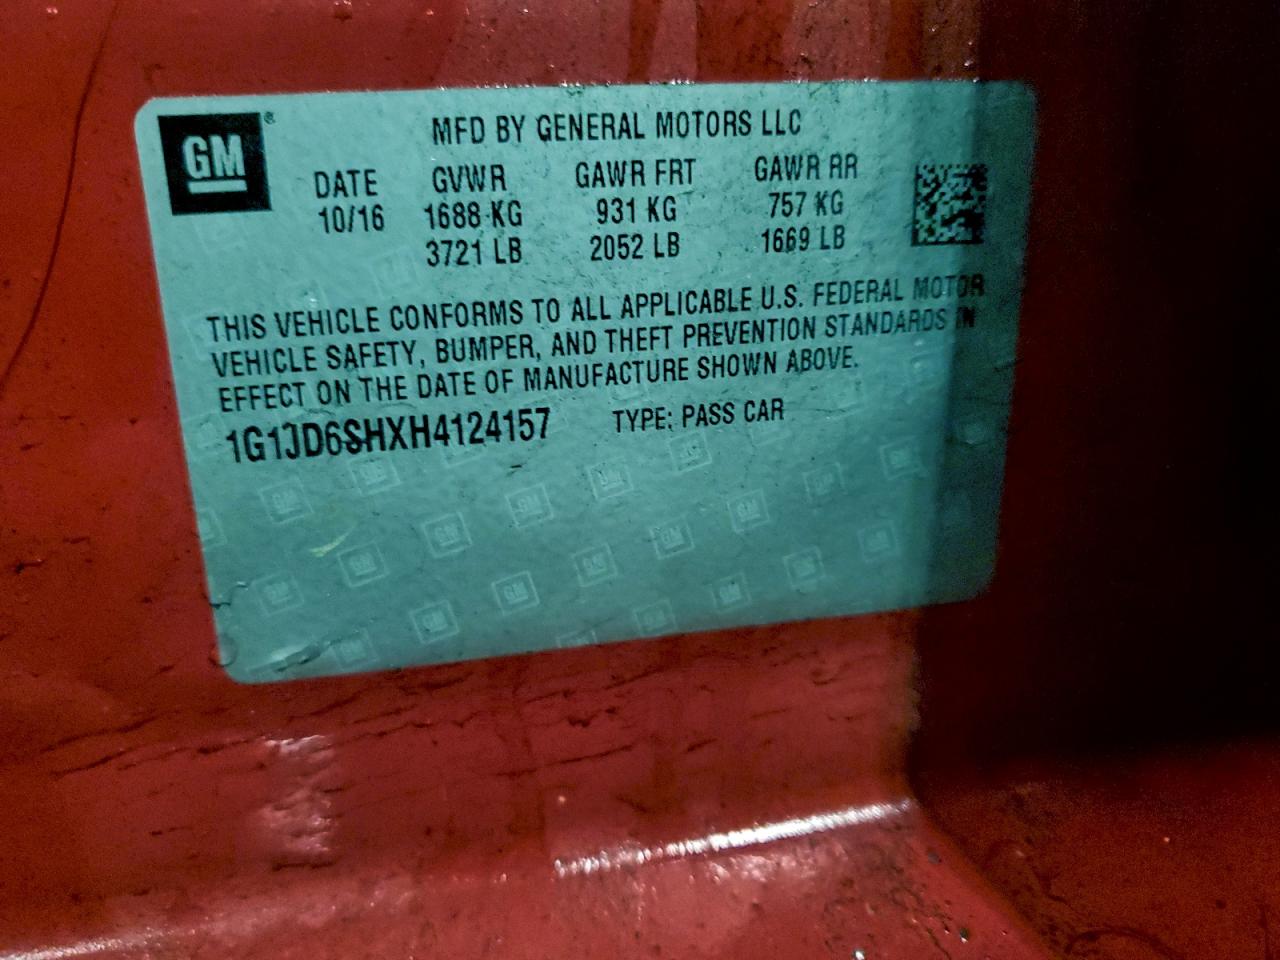 GM®
MFD BY GENERAL MOTORS LLC
DATE GVWR GAWR FRT GAWR RR
10/16 1688 KG 931 KG 757 KG
3721 LB 2052 LB 1669 LB
THIS VEHICLE CONFORMS TO ALL APPLICABLE U.S. FEDERAL MOTOR
VEHICLE SAFETY, BUMPER, AND THEFT PREVENTION STANDARDS IN
EFFECT ON THE DATE OF MANUFACTURE SHOWN ABOVE.
1G1JD6SHXH4124157 TYPE: PASS CAR